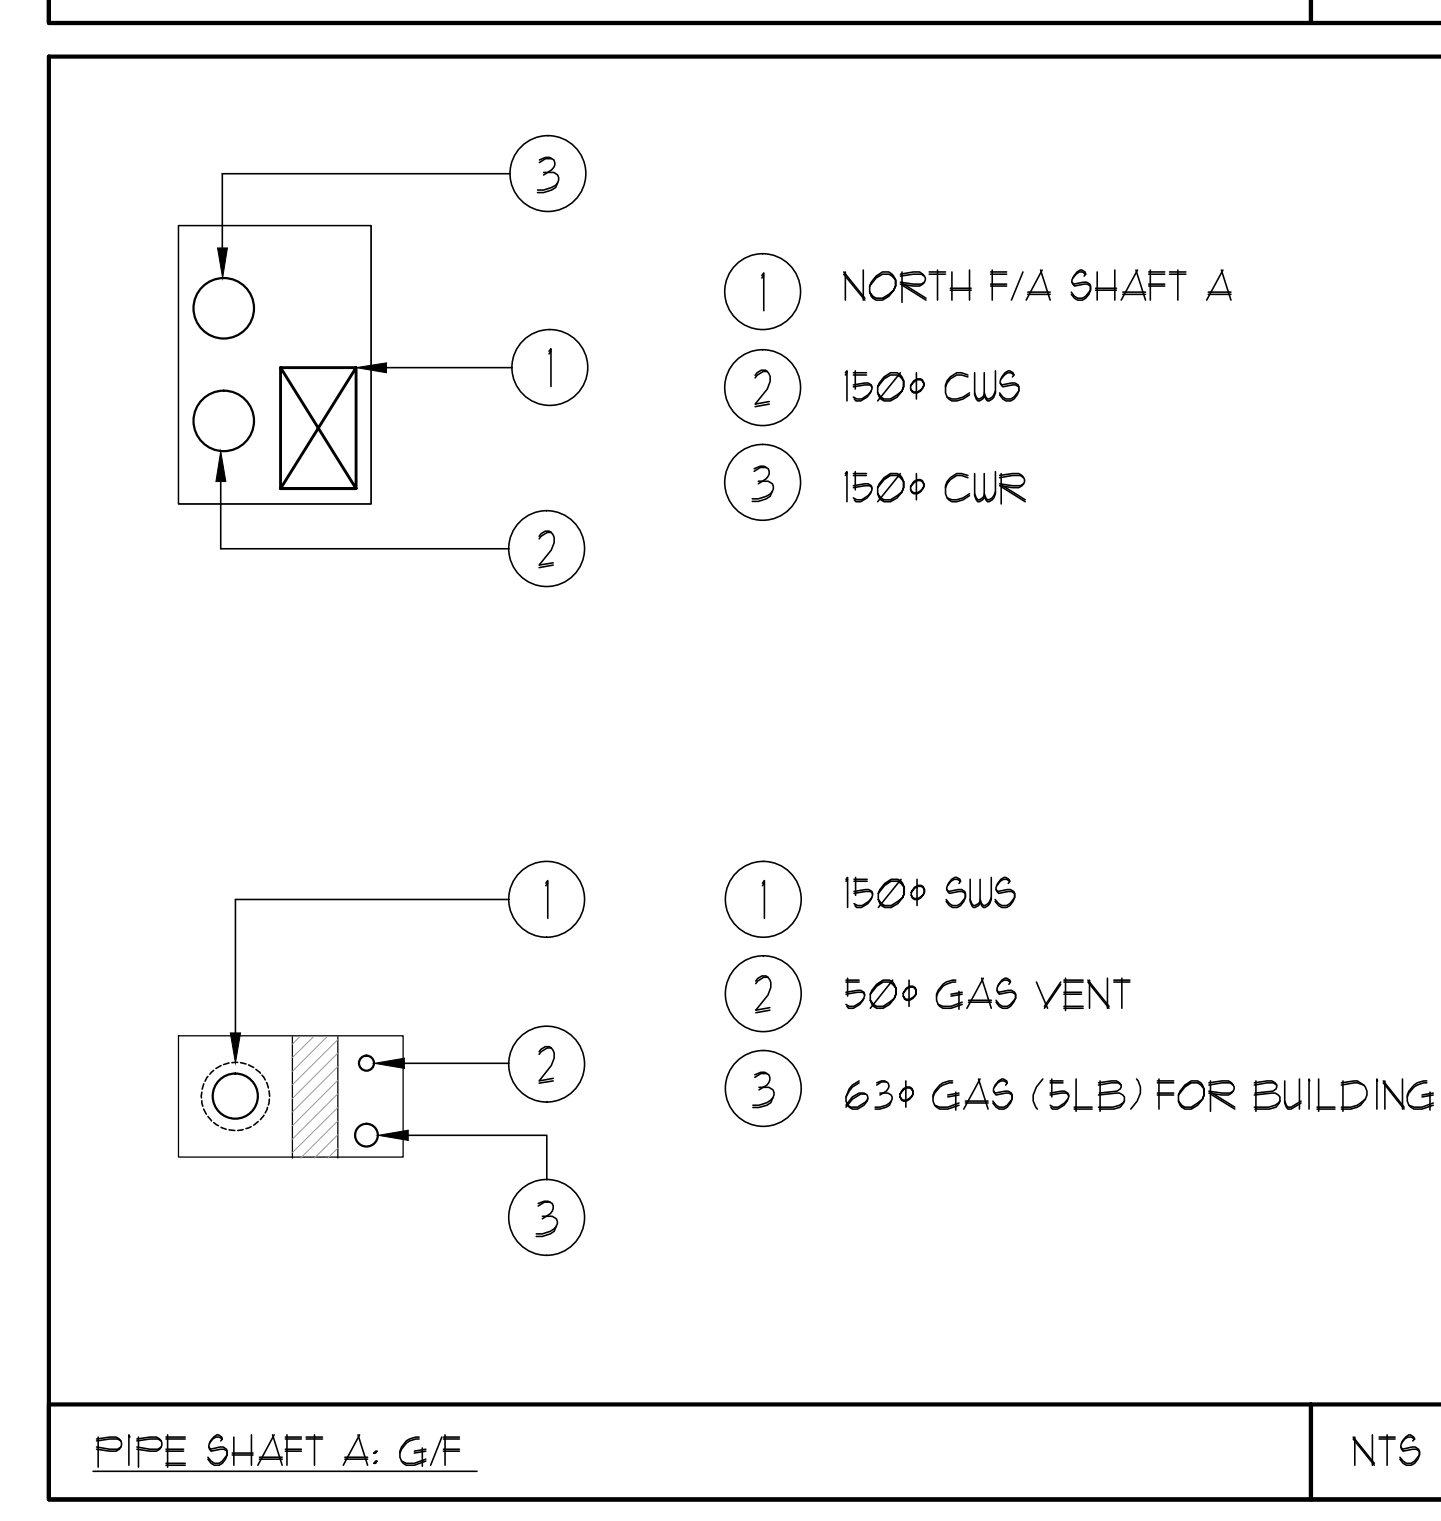 3
1
2
1 NORTH F/A SHAFT A
2 150φ CWS
3 150φ CWR
1
2
3
1 150φ SWS
2 50φ GAS VENT
3 63φ GAS (5LB) FOR BUILDING
PIPE SHAFT A: G/F
NTS